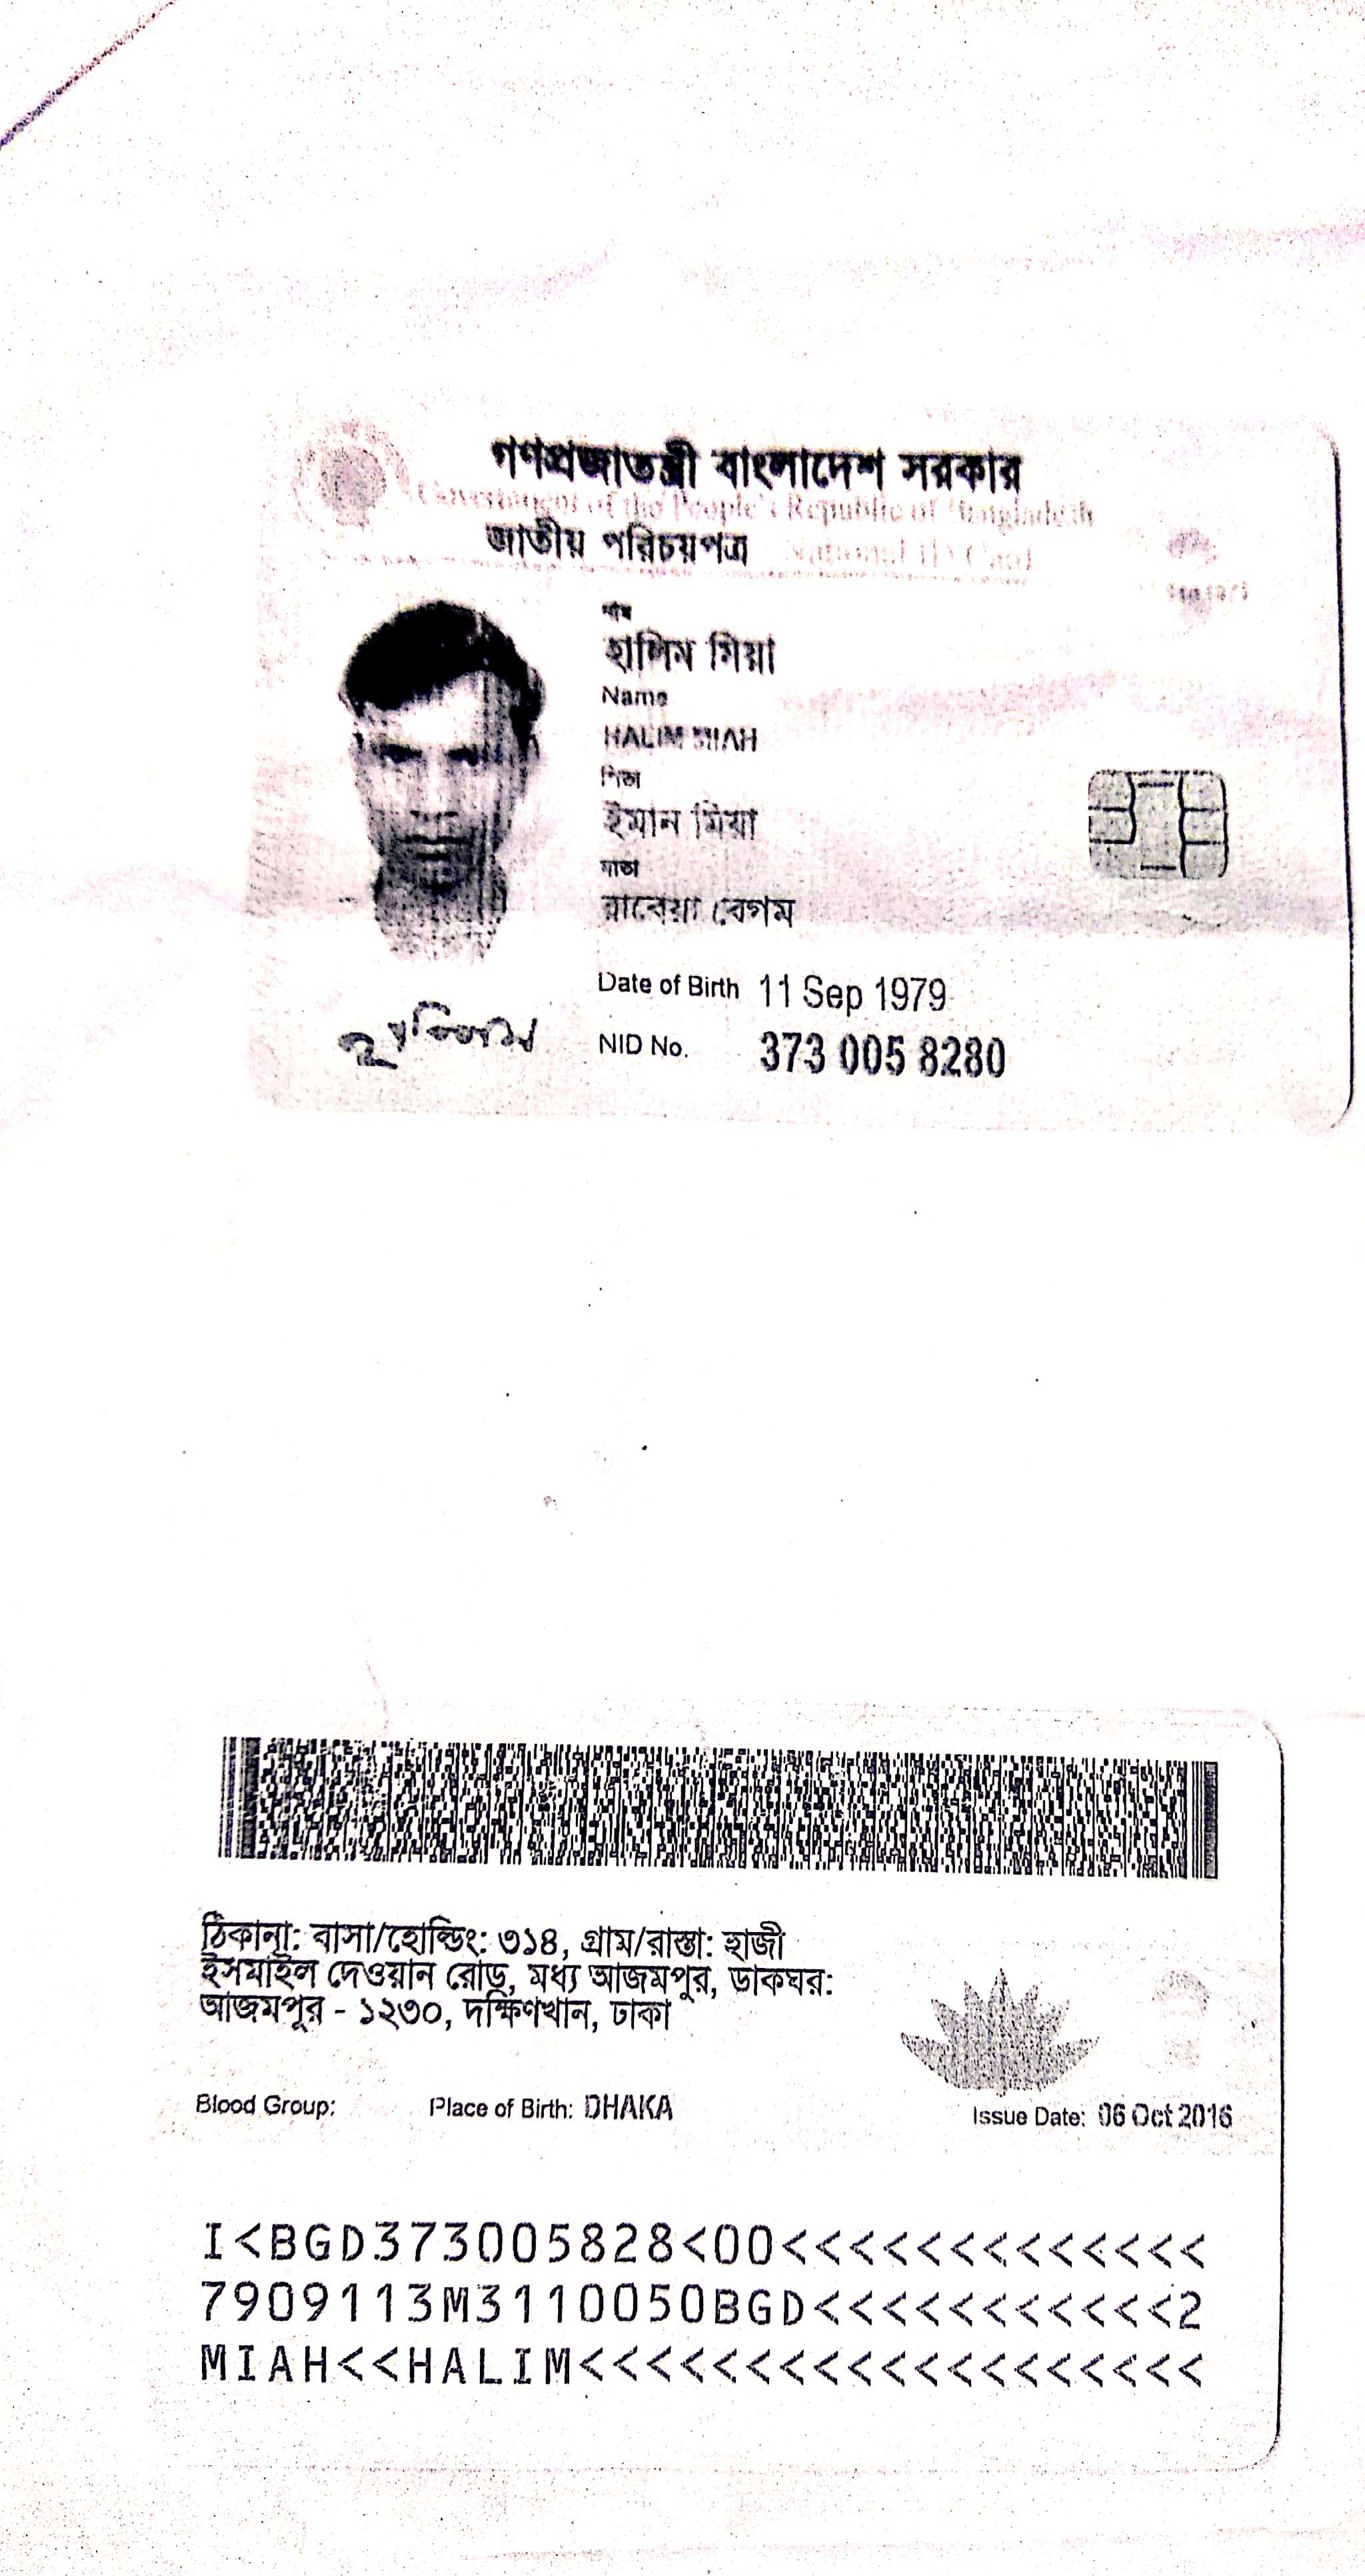 গণপ্রজাতন্ত্রী বাংলাদেশ সরকার
Government of the People's Republic of Bangladesh
জাতীয় পরিচয়পত্র National ID Card
নাম
হালিম মিয়া
Name
HALIM MIAH
পিতা
ইমান মিয়া
মাতা
রাবেয়া বেগম
Date of Birth 11 Sep 1979
NID No. 373 005 8280
ঠিকানা: বাসা/হোল্ডিং: ৩১৪, গ্রাম/রাস্তা: হাজী
ইসমাইল দেওয়ান রোড, মধ্য আজমপুর, ডাকঘর:
আজমপুর - ১২৩০, দক্ষিণখান, ঢাকা
Blood Group: Place of Birth: DHAKA Issue Date: 06 Oct 2016
I<BGD373005828<00<<<<<<<<<<<<<
7909113M3110050BGD<<<<<<<<<<<2
MIAH<<HALIM<<<<<<<<<<<<<<<<<<<